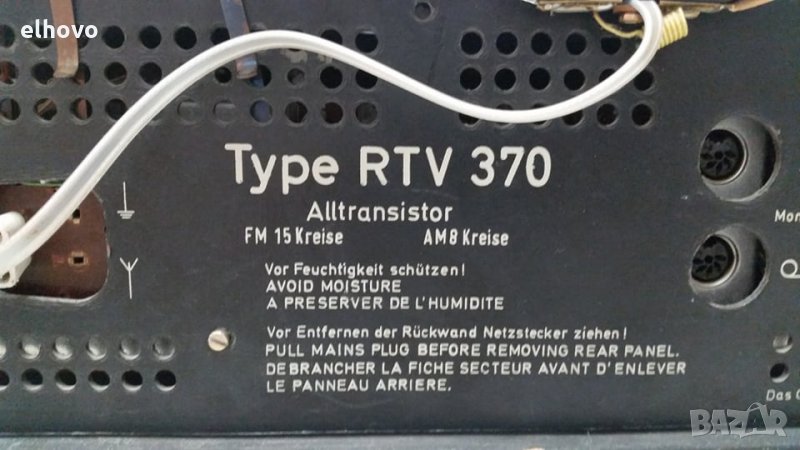 elhovo
Type RTV 370
Alltransistor
FM 15 Kreise AM 8 Kreise
Vor Feuchtigkeit schützen!
AVOID MOISTURE
A PRESERVER DE L'HUMIDITE
Vor Entfernen der Rückwand Netzstecker ziehen!
PULL MAINS PLUG BEFORE REMOVING REAR PANEL.
DEBRANCHER LA FICHE SECTEUR AVANT D'ENLEVER
LE PANNEAU ARRIERE.
Mon
Das
BAZAR